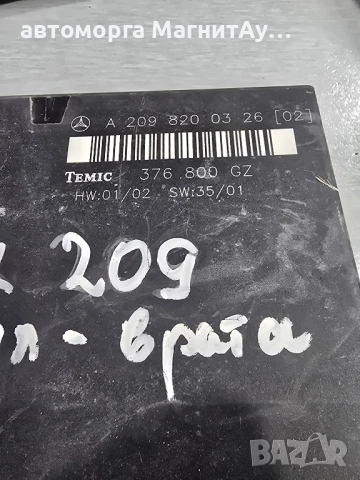 автоморга МагнитАу...
A 209 820 03 26 [02]
TEMIC 376 800 GZ
HW:01/02 SW:35/01
209
- врата
BAZAR